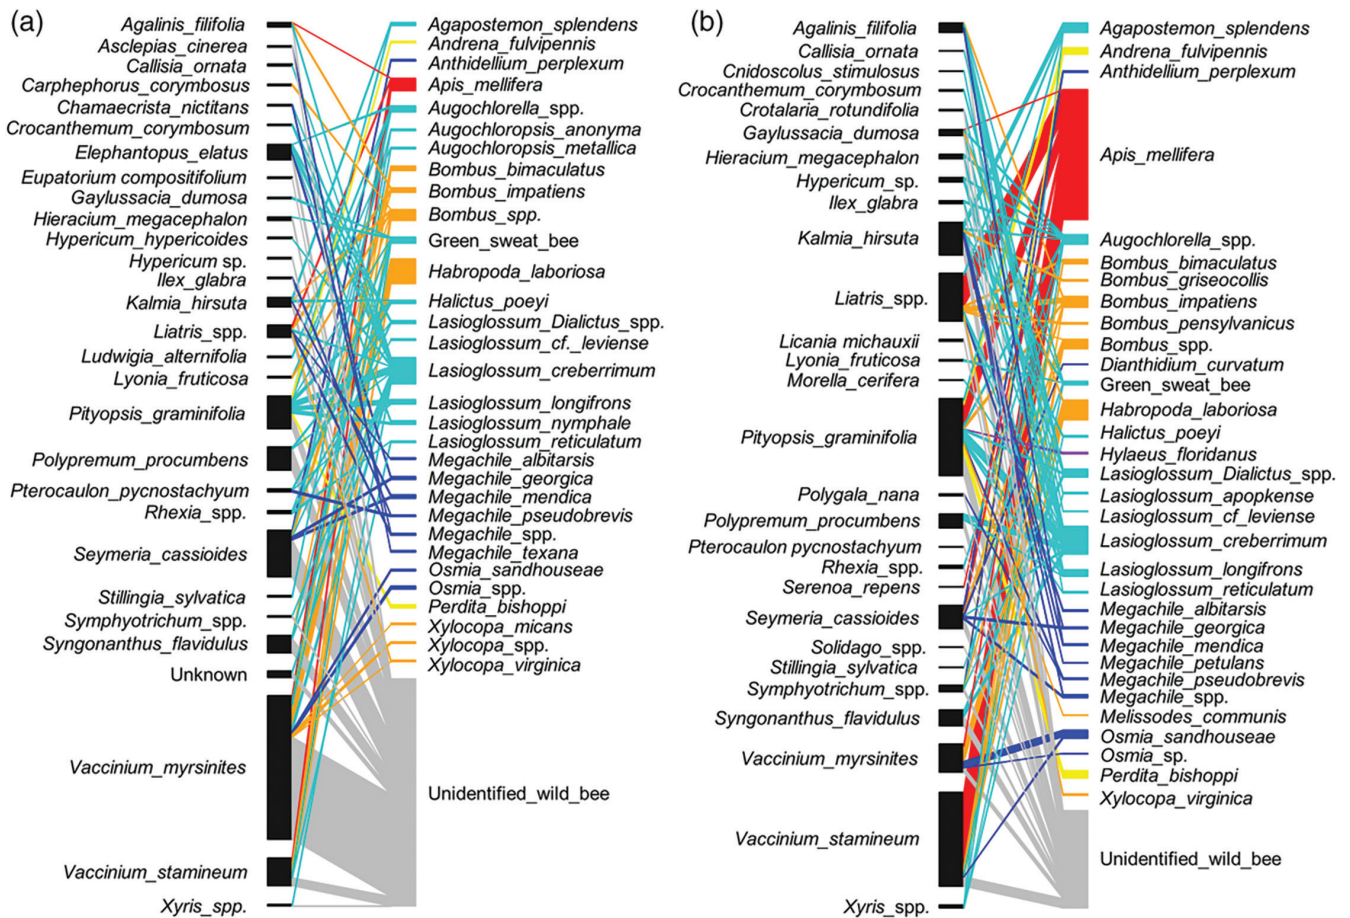 (a)
Agalinis_filifolia
Asclepias_cinerea
Callisia_ornata
Carphephorus_corymbosus
Chamaecrista_nictitans
Crocanthemum_corymbosum
Elephantopus_elatus
Eupatorium compositifolium
Gaylussacia_dumosa
Hieracium_megacephalon
Hypericum_hypericoides
Hypericum sp.
Ilex_glabra
Kalmia_hirsuta
Liatris_spp.
Ludwigia_alternifolia
Lyonia_fruticosa
Pityopsis_graminifolia
Polypremum_procumbens
Pterocaulon_pycnostachyum
Rhexia_spp.
Seymeria_cassioides
Stillingia_sylvatica
Symphyotrichum_spp.
Syngonanthus_flavidulus
Unknown
Vaccinium_myrsinites
Vaccinium_stamineum
Xyris_spp.
Agapostemon_splendens
Andrena_fulvipennis
Anthidellium_perplexum
Apis_mellifera
Augochlorella_spp.
Augochloropsis_anonyma
Augochloropsis_metallica
Bombus_bimaculatus
Bombus_impatiens
Bombus_spp.
Green_sweat_bee
Habropoda_laboriosa
Halictus_poeyi
Lasioglossum_Dialictus_spp.
Lasioglossum_cf._leviense
Lasioglossum_creberrimum
Lasioglossum_longifrons
Lasioglossum_nymphale
Lasioglossum_reticulatum
Megachile_albitarsis
Megachile_georgica
Megachile_mendica
Megachile_pseudobrevis
Megachile_spp.
Megachile_texana
Osmia_sandhouseae
Osmia_spp.
Perdita_bishoppi
Xylocopa_micans
Xylocopa_spp.
Xylocopa_virginica
Unidentified_wild_bee
(b)
Agalinis_filifolia
Callisia_ornata
Cnidoscolus_stimulosus
Crocanthemum_corymbosum
Crotalaria_rotundifolia
Gaylussacia_dumosa
Hieracium_megacephalon
Hypericum_sp.
Ilex_glabra
Kalmia_hirsuta
Liatris_spp.
Licania michauxii
Lyonia_fruticosa
Morella_cerifera
Pityopsis_graminifolia
Polygala_nana
Polypremum_procumbens
Pterocaulon pycnostachyum
Rhexia_spp.
Serenoa_repens
Seymeria_cassioides
Solidago_spp.
Stillingia_sylvatica
Symphyotrichum_spp.
Syngonanthus_flavidulus
Vaccinium_myrsinites
Vaccinium_stamineum
Xyris_spp.
Agapostemon_splendens
Andrena_fulvipennis
Anthidellium_perplexum
Apis_mellifera
Augochlorella_spp.
Bombus_bimaculatus
Bombus_griseocollis
Bombus_impatiens
Bombus_pensylvanicus
Bombus_spp.
Dianthidium_curvatum
Green_sweat_bee
Habropoda_laboriosa
Halictus_poeyi
Hylaeus_floridanus
Lasioglossum_Dialictus_spp.
Lasioglossum_apopkense
Lasioglossum_cf_leviense
Lasioglossum_creberrimum
Lasioglossum_longifrons
Lasioglossum_reticulatum
Megachile_albitarsis
Megachile_georgica
Megachile_mendica
Megachile_petulans
Megachile_pseudobrevis
Megachile_spp.
Melissodes_communis
Osmia_sandhouseae
Osmia_sp.
Perdita_bishoppi
Xylocopa_virginica
Unidentified_wild_bee